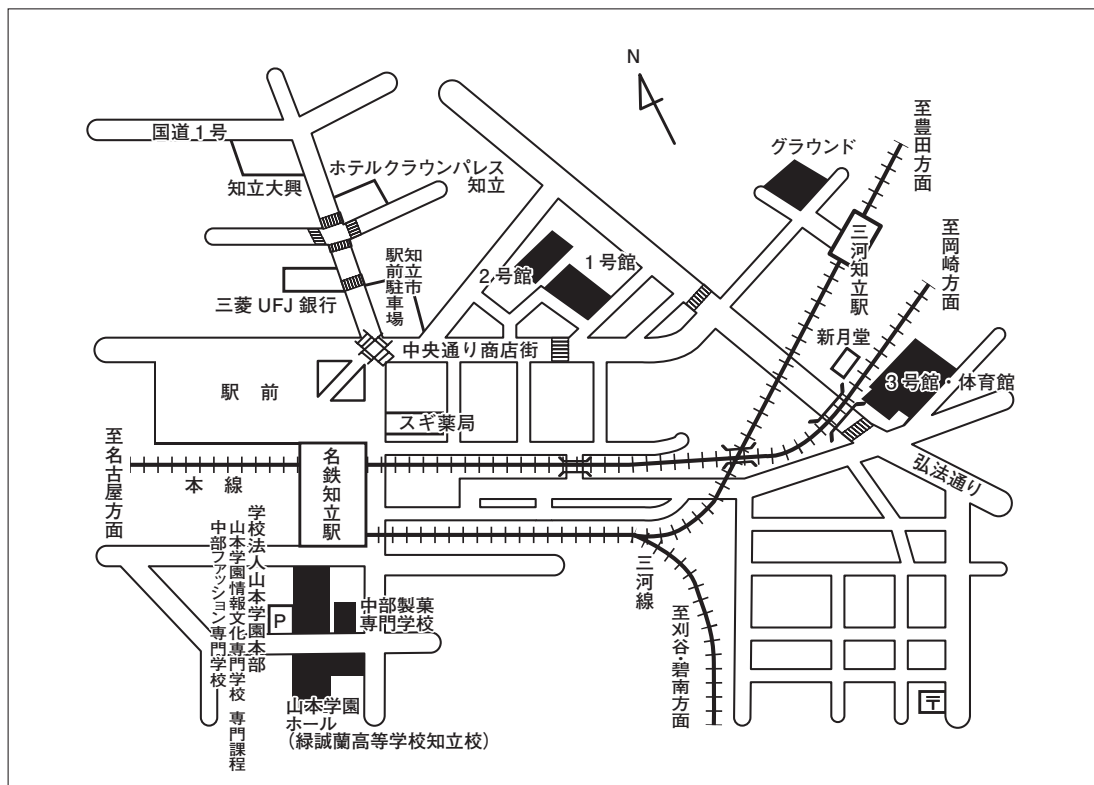 N
国道1号
知立大興
ホテルクラウンパレス
知立
三菱UFJ銀行
知立市
駅前駐車場
2号館
1号館
グラウンド
至豊田方面
三河知立駅
至岡崎方面
新月堂
3号館・体育館
中央通り商店街
駅前
スギ薬局
至名古屋方面
本線
名鉄知立駅
弘法通り
三河線
至刈谷・碧南方面
学校法人山本学園本部
山本学園情報文化専門学校 専門課程
中部ファッション専門学校
P
中部製菓
専門学校
山本学園
ホール
(緑誠蘭高等学校知立校)
〒